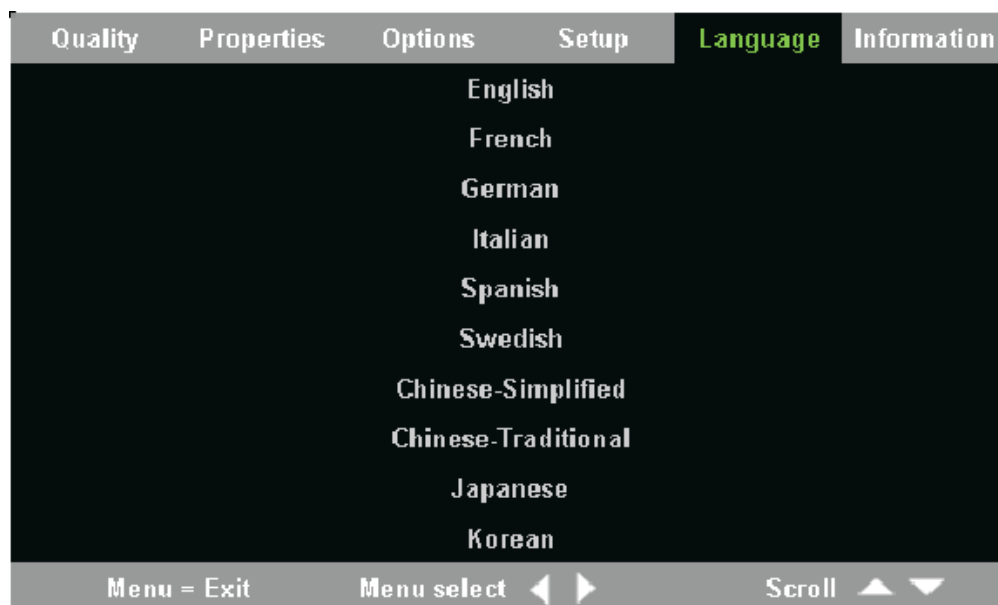 Quality Properties Options Setup Language Information
English
French
German
Italian
Spanish
Swedish
Chinese-Simplified
Chinese-Traditional
Japanese
Korean
Menu = Exit Menu select Scroll